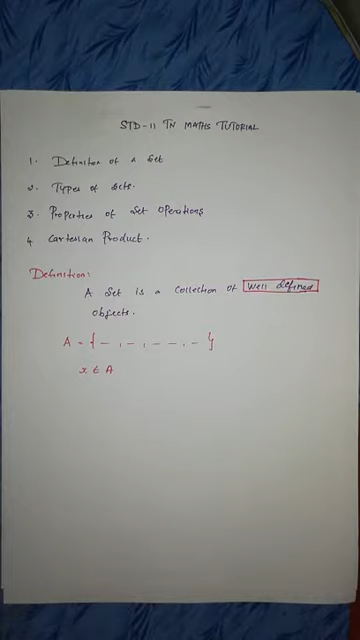 STD-11 TN MATHS TUTORIAL
1. Definition of a Set
2. Types of Sets.
3. Properties of Set Operations
4 Cartesian Product.
Definition:
A Set is a Collection of Well defined
Objects.
A = { - , - , - - , - }
x ∈ A